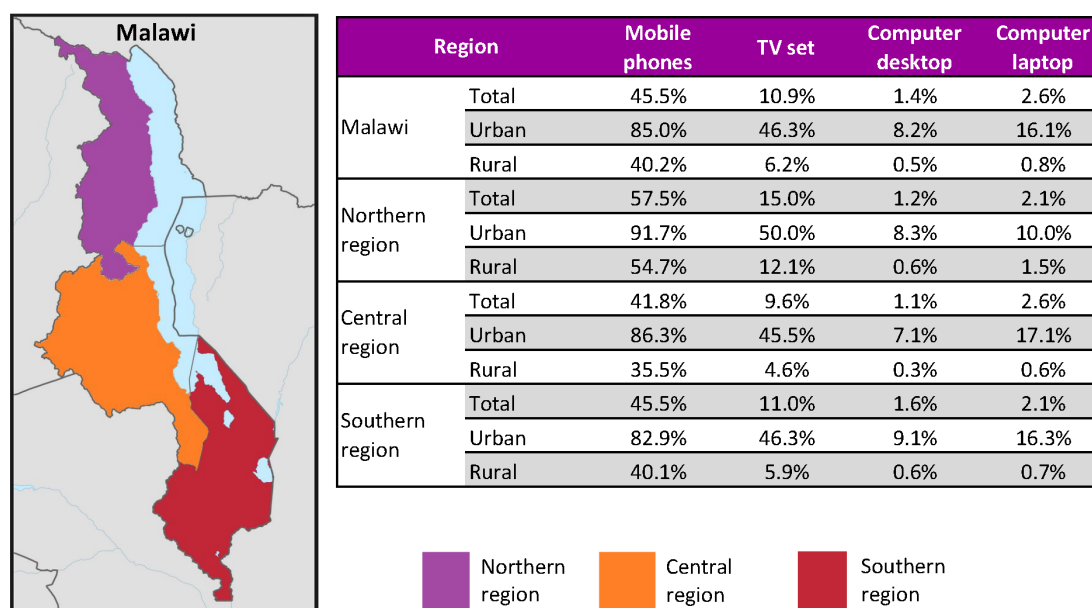 Malawi
Region Mobile phones TV set Computer desktop Computer laptop
Malawi Total 45.5% 10.9% 1.4% 2.6%
Urban 85.0% 46.3% 8.2% 16.1%
Rural 40.2% 6.2% 0.5% 0.8%
Northern region Total 57.5% 15.0% 1.2% 2.1%
Urban 91.7% 50.0% 8.3% 10.0%
Rural 54.7% 12.1% 0.6% 1.5%
Central region Total 41.8% 9.6% 1.1% 2.6%
Urban 86.3% 45.5% 7.1% 17.1%
Rural 35.5% 4.6% 0.3% 0.6%
Southern region Total 45.5% 11.0% 1.6% 2.1%
Urban 82.9% 46.3% 9.1% 16.3%
Rural 40.1% 5.9% 0.6% 0.7%
Northern region
Central region
Southern region